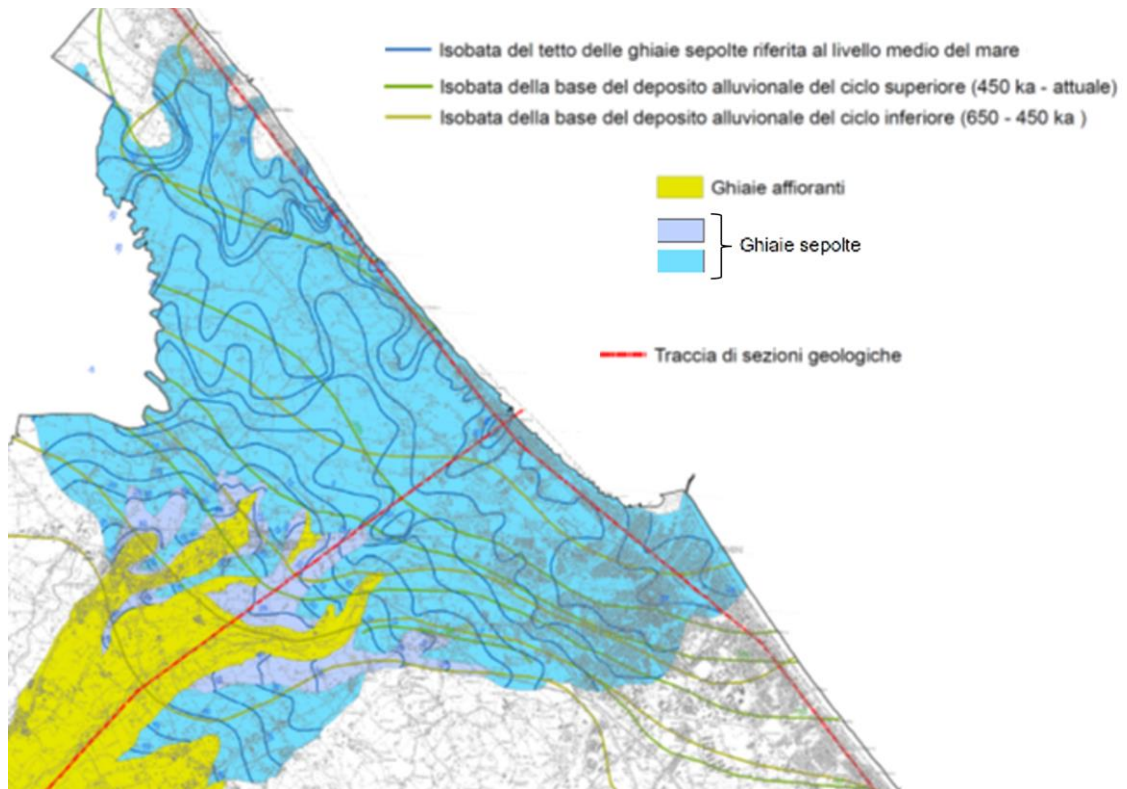 Isobata del tetto delle ghiaie sepolte riferita al livello medio del mare
Isobata della base del deposito alluvionale del ciclo superiore (450 ka - attuale)
Isobata della base del deposito alluvionale del ciclo inferiore (650 - 450 ka )
Ghiaie affioranti
Ghiaie sepolte
Traccia di sezioni geologiche